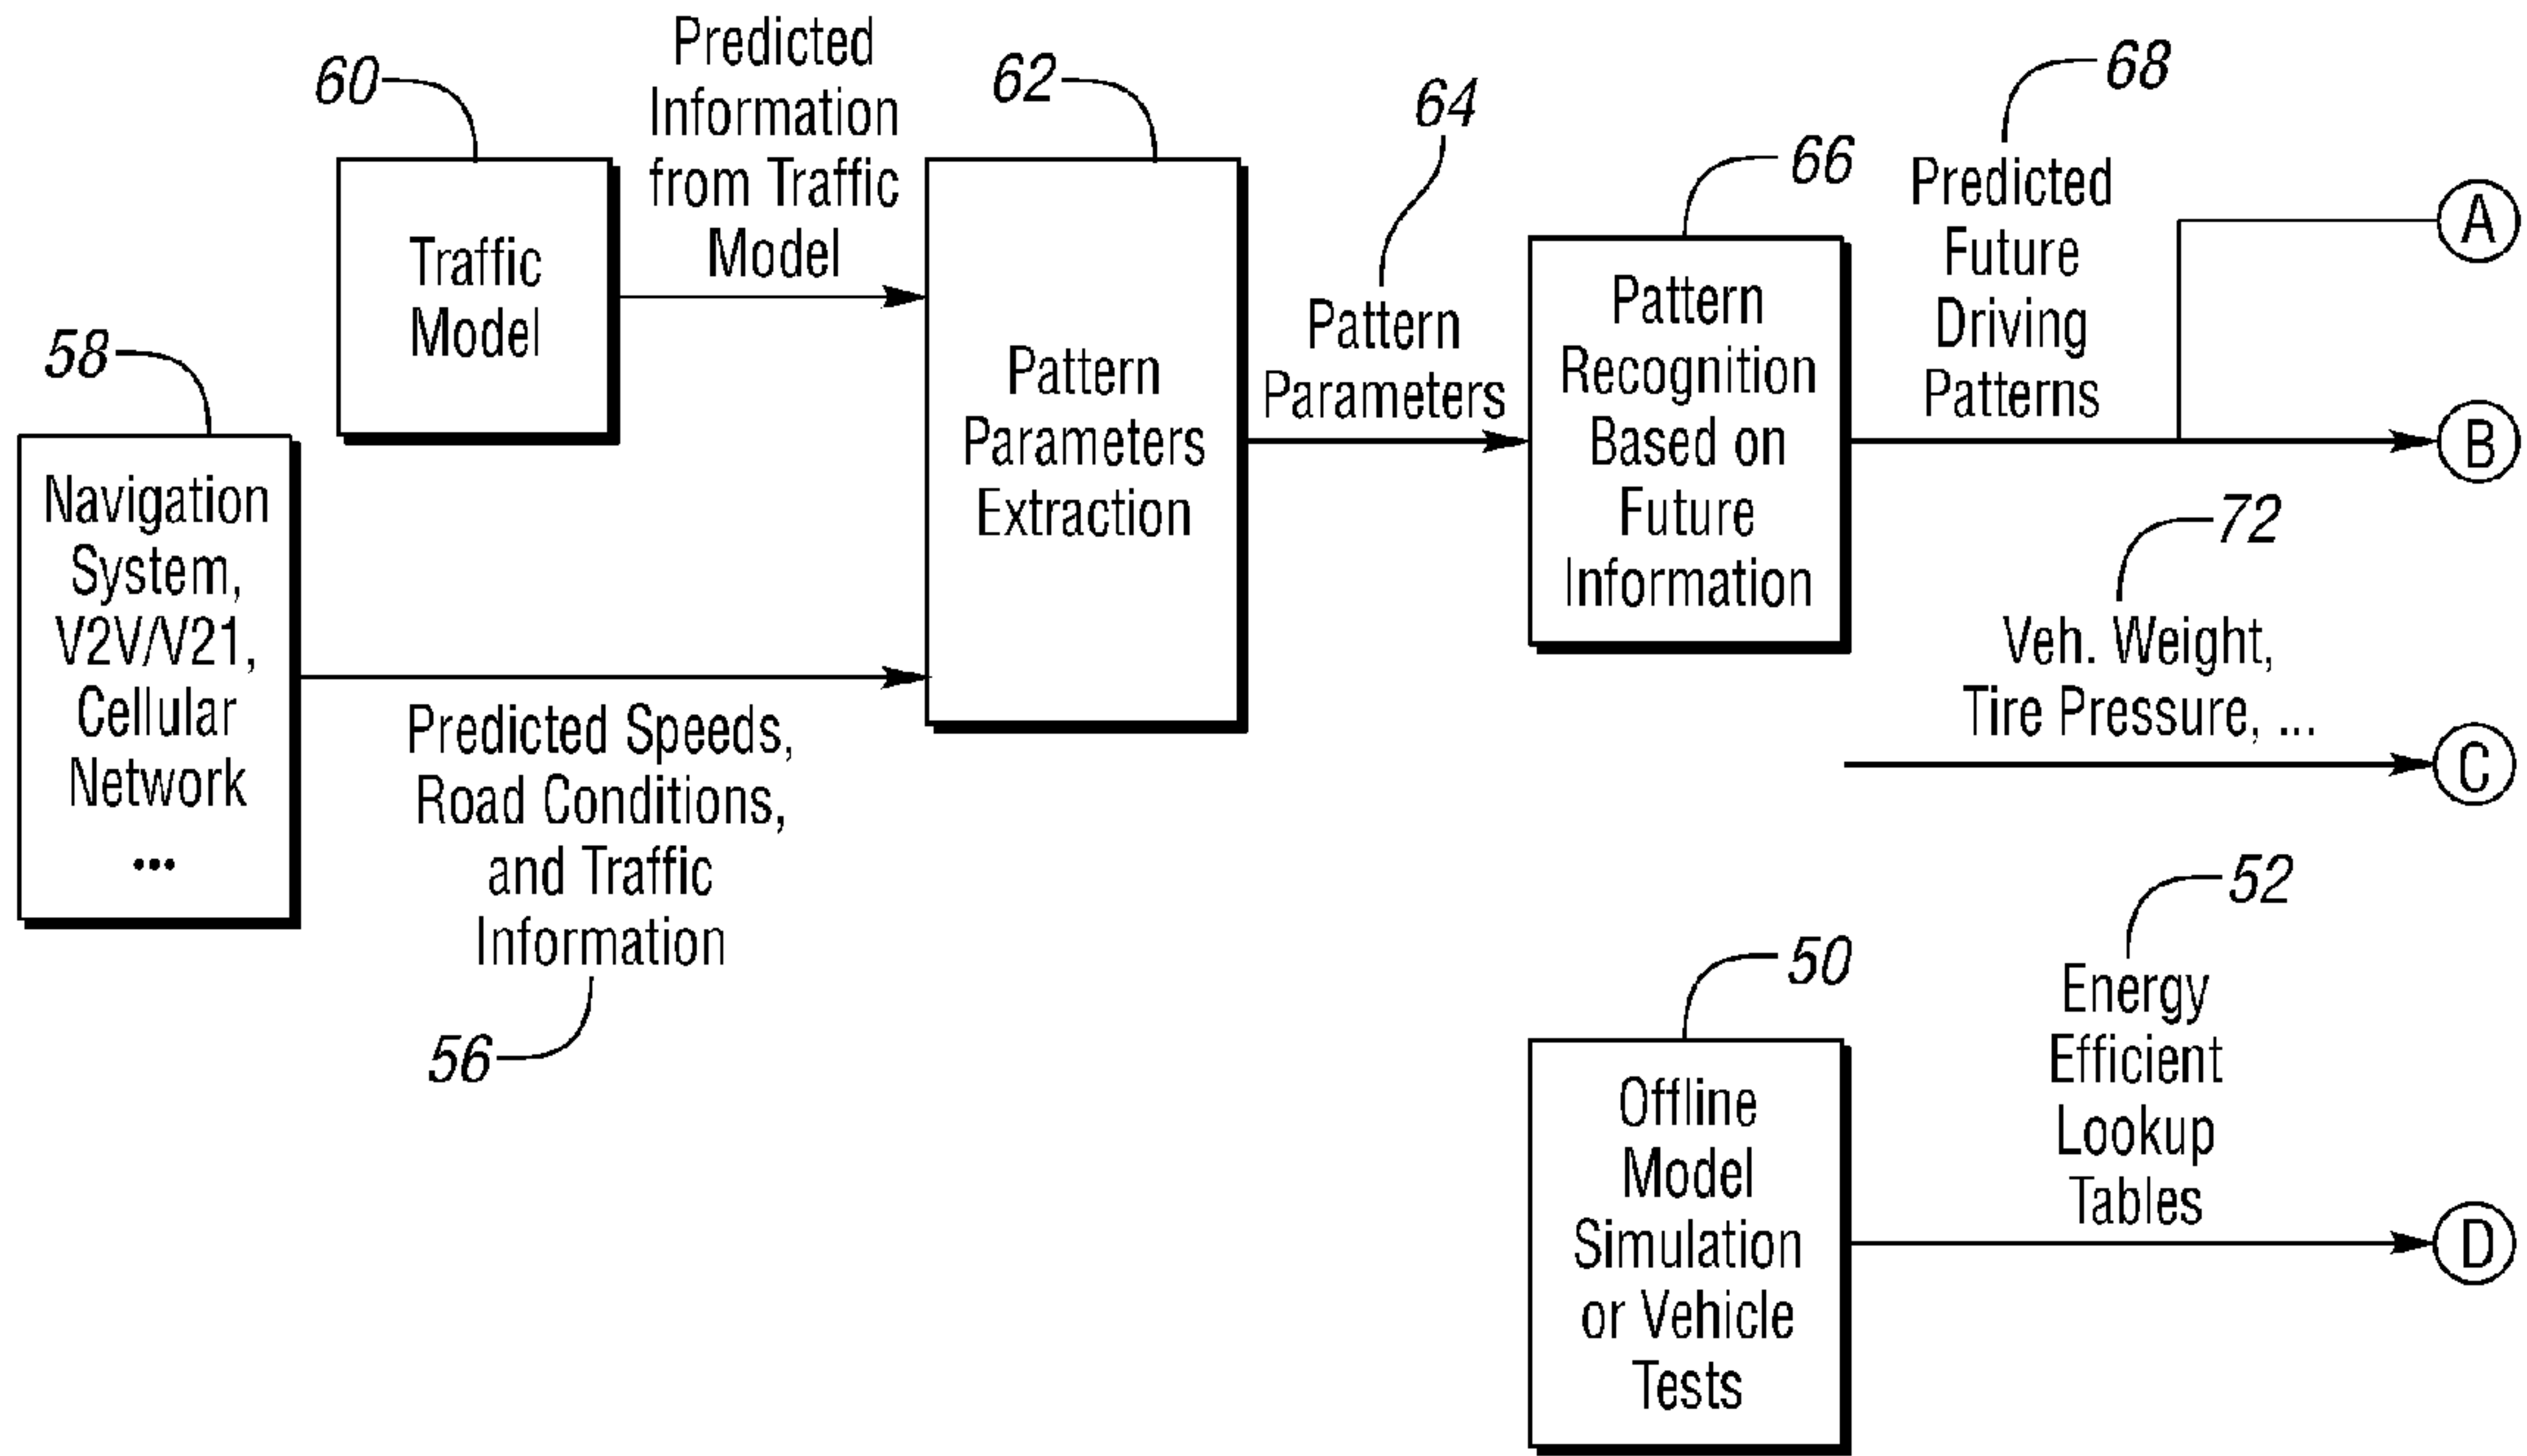 60
Predicted
Information
from Traffic
Model
62
64
66
68
Predicted
Future
Driving
Patterns
A
B
58
Traffic
Model
Navigation
System,
V2V/V21,
Cellular
Network
...
Pattern
Parameters
Extraction
Pattern
Parameters
Pattern
Recognition
Based on
Future
Information
72
Veh. Weight,
Tire Pressure, ...
C
Predicted Speeds,
Road Conditions,
and Traffic
Information
56
50
52
Offline
Model
Simulation
or Vehicle
Tests
Energy
Efficient
Lookup
Tables
D